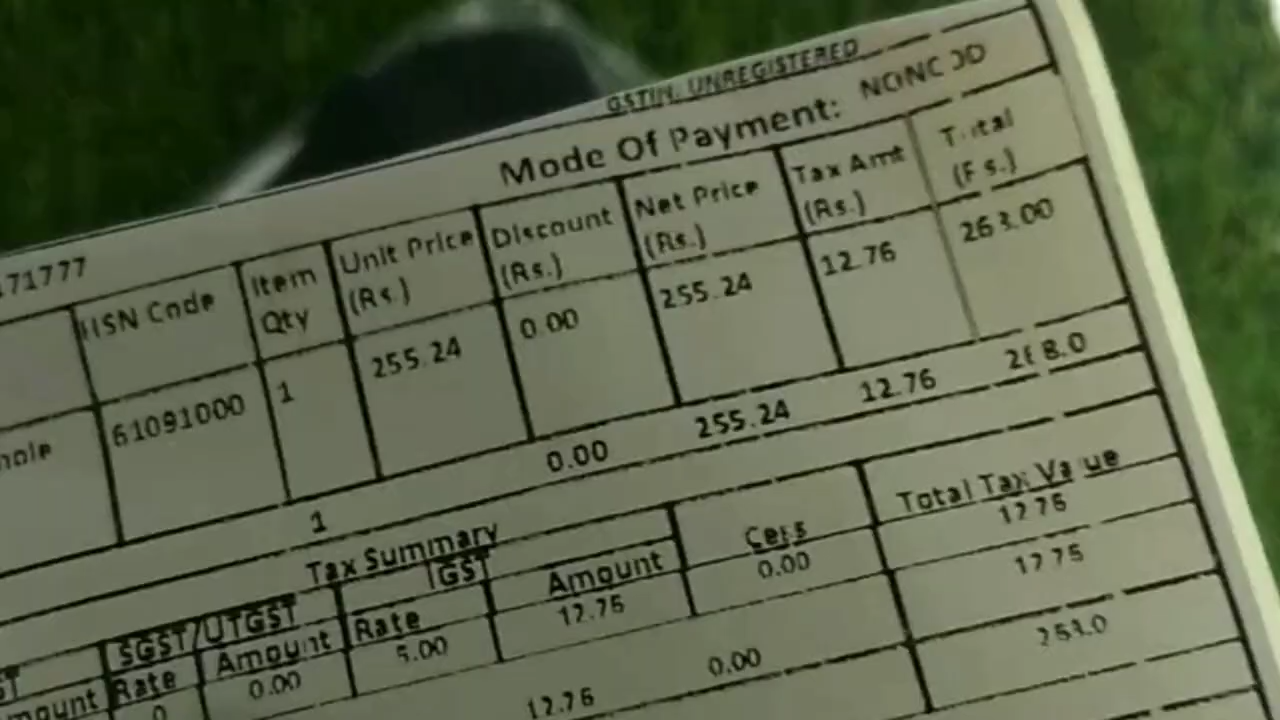 GSTIN: UNREGISTERED
Mode Of Payment:
171777
HSN Code Item Qty Unit Price (Rs.) Discount (Rs.) Net Price (Rs.) Tax Amt (Rs.) Total
61091000 1 255.24 0.00 255.24 12.76
1 0.00 255.24 12.76
Tax Summary
SGST/UTGST IGST Cess Total Tax Value
Rate Amount Rate Amount 0.00 12.76
0.00 5.00 12.76
12.76 0.00